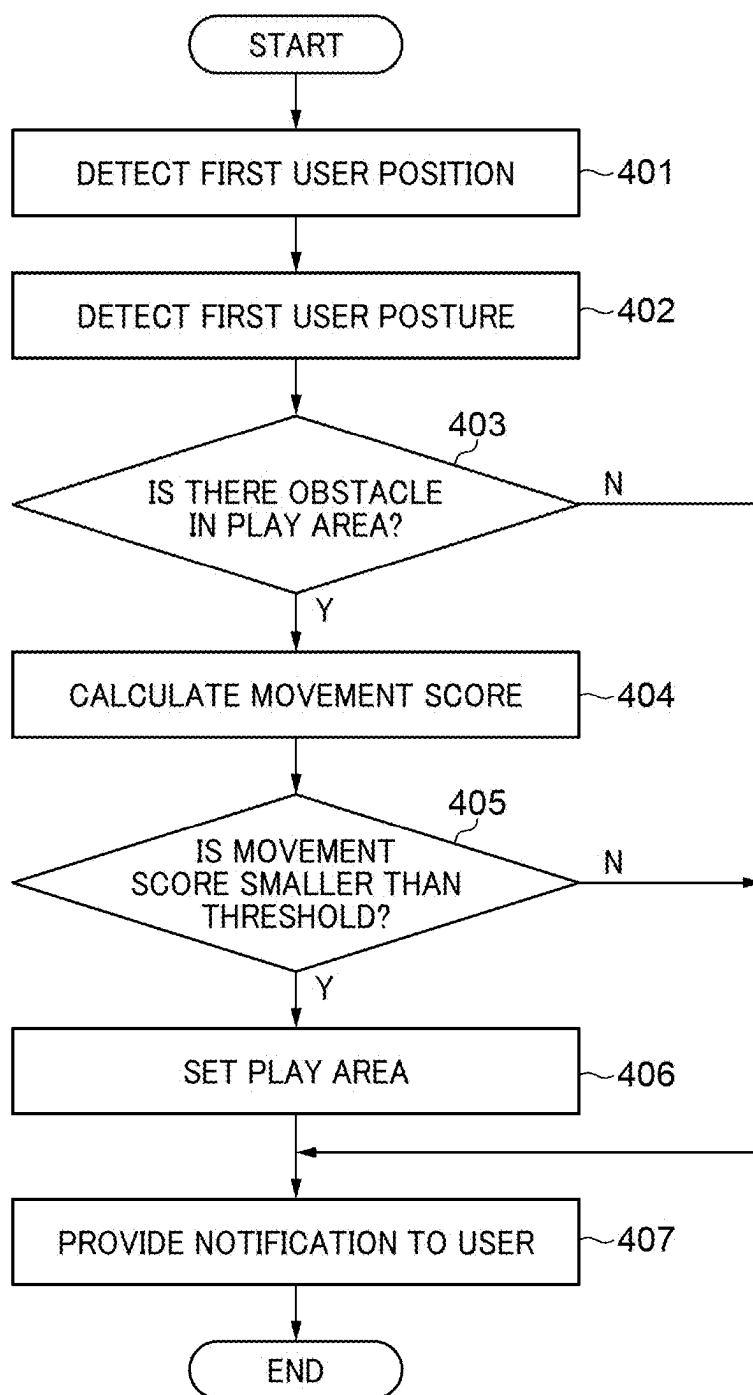 START
DETECT FIRST USER POSITION
401
DETECT FIRST USER POSTURE
402
403
IS THERE OBSTACLE
IN PLAY AREA?
N
Y
CALCULATE MOVEMENT SCORE
404
405
IS MOVEMENT
SCORE SMALLER THAN
THRESHOLD?
N
Y
SET PLAY AREA
406
PROVIDE NOTIFICATION TO USER
407
END